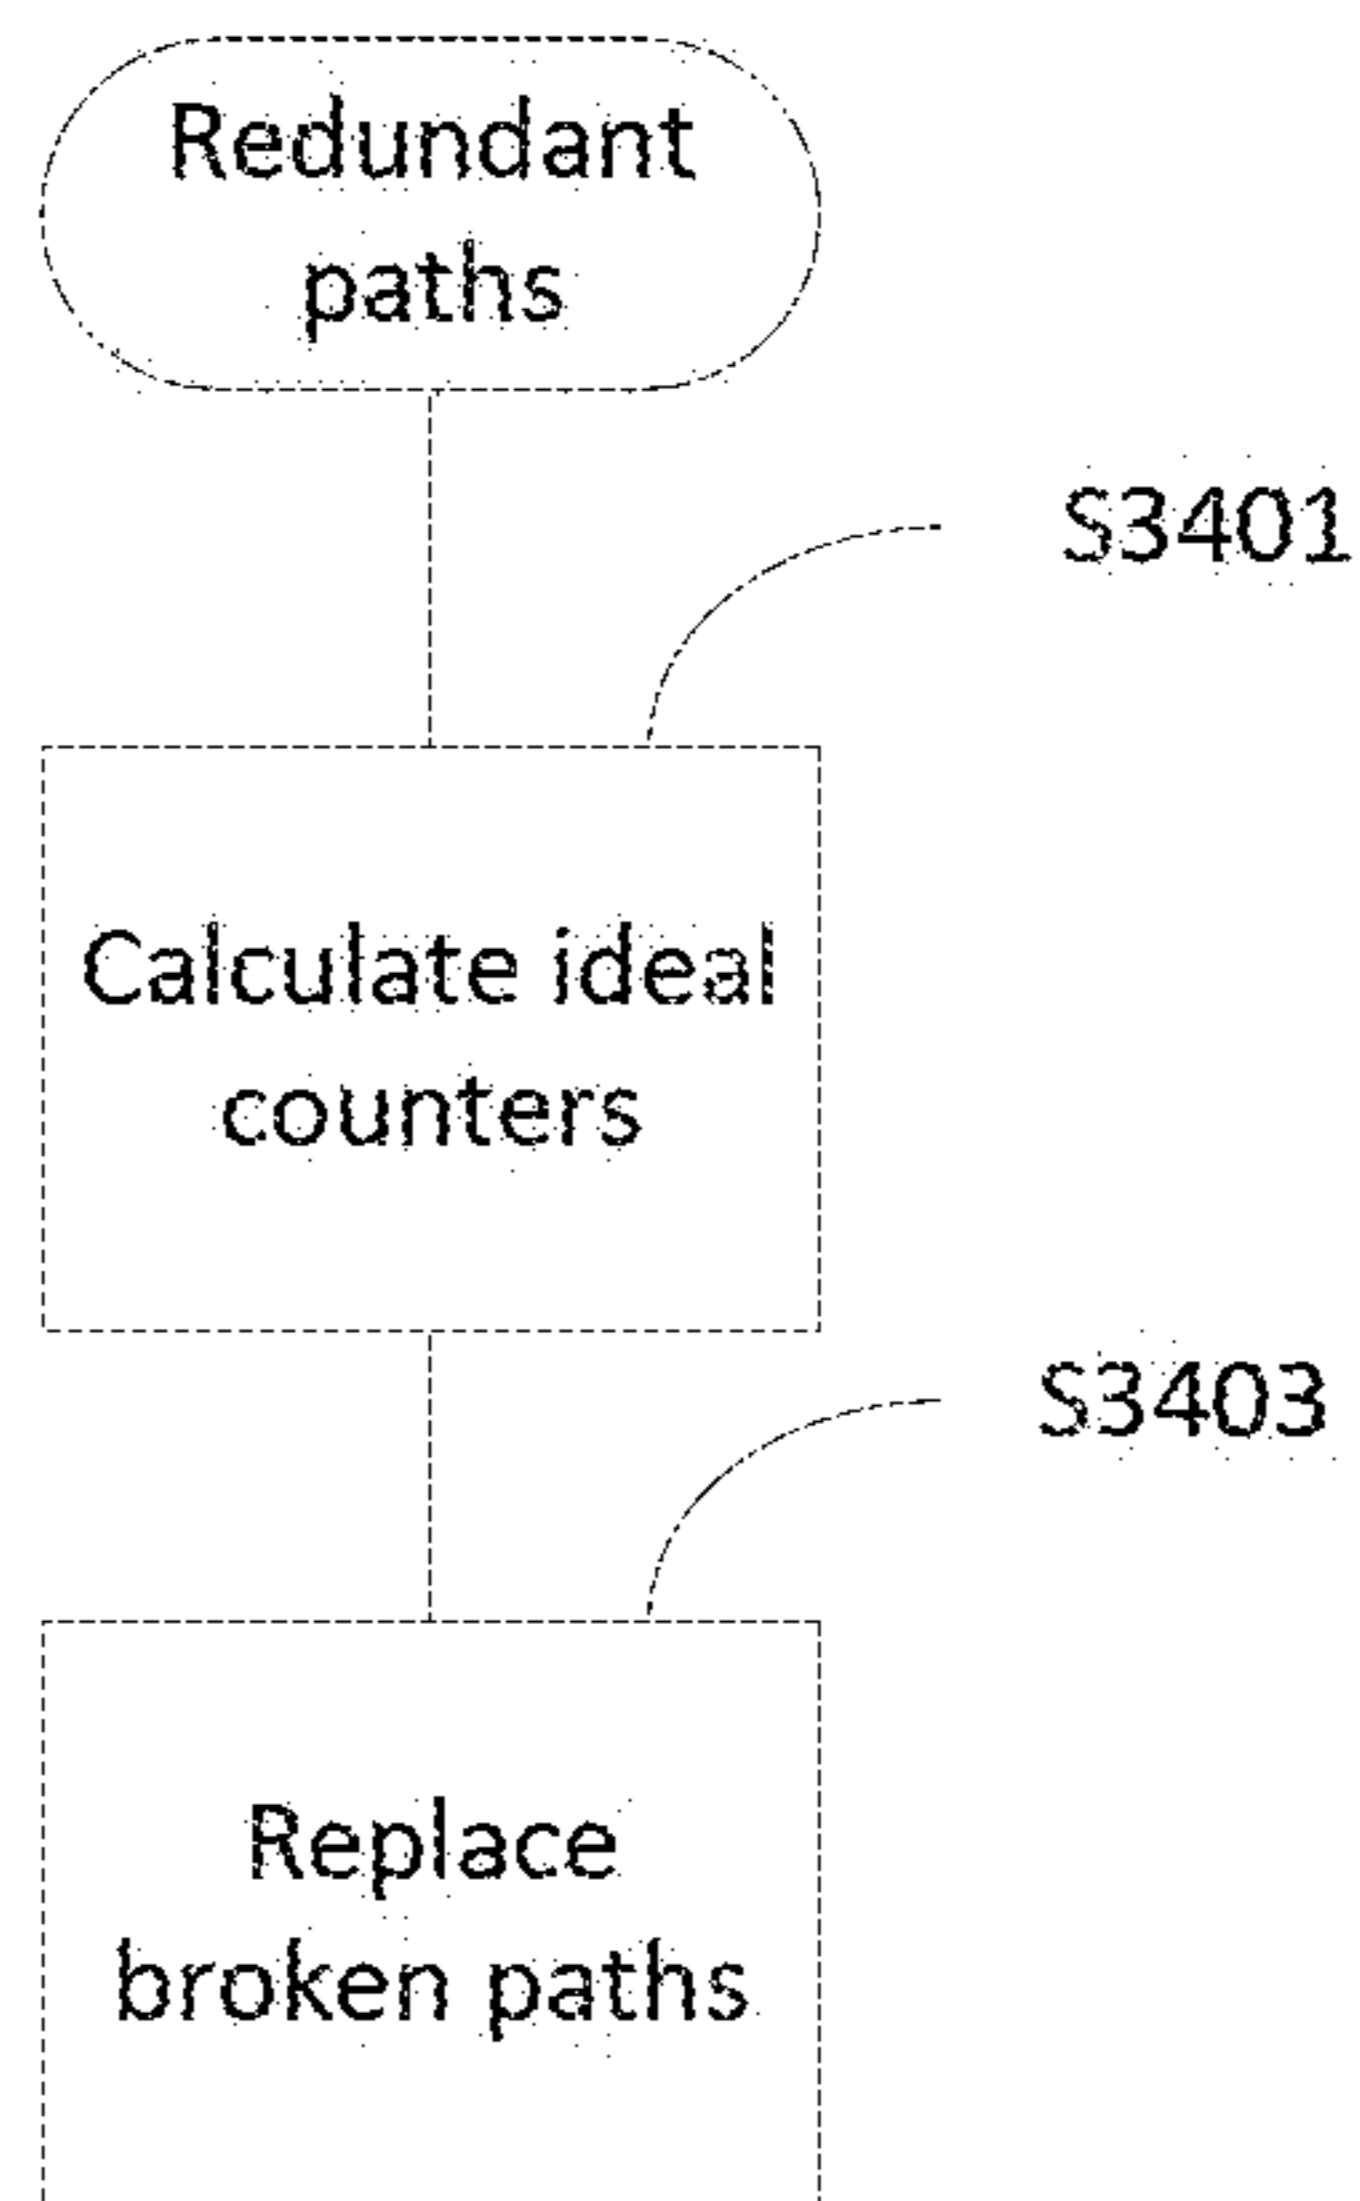 Redundant
paths
S3401
Calculate ideal
counters
S3403
Replace
broken paths